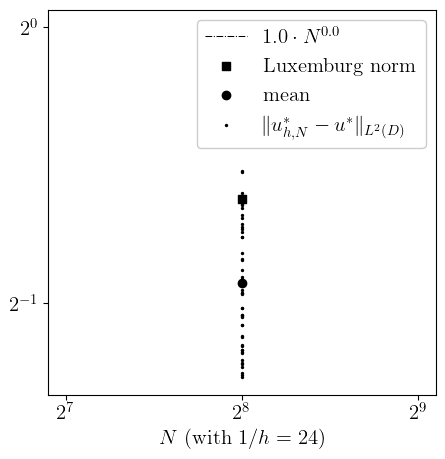 2^0
2^{-1}
1.0 · N^{0.0}
Luxemburg norm
mean
‖u^*_{h,N} − u^*‖_{L^2(D)}
2^7 2^8 2^9
N (with 1/h = 24)